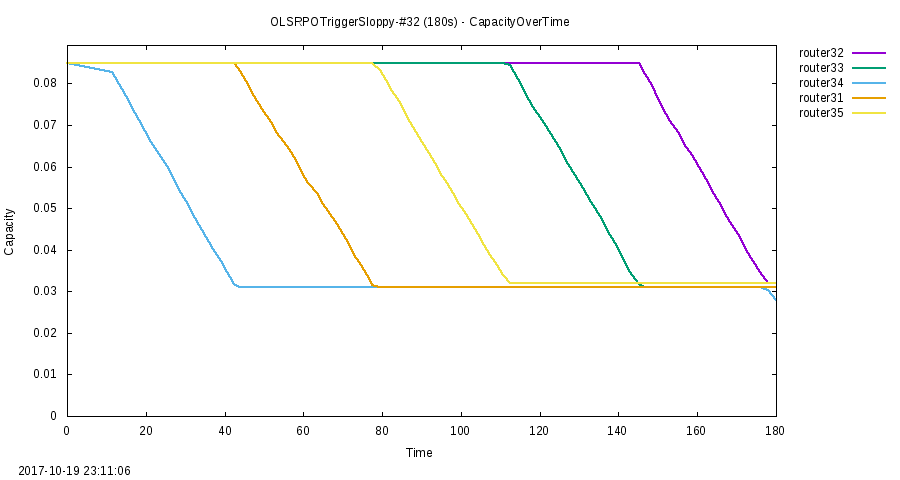 OLSRPOTriggerSloppy-#32 (180s) - CapacityOverTime
router32
router33
router34
router31
router35
0.08
0.07
0.06
0.05
0.04
0.03
0.02
0.01
0
Capacity
0 20 40 60 80 100 120 140 160 180
Time
2017-10-19 23:11:06